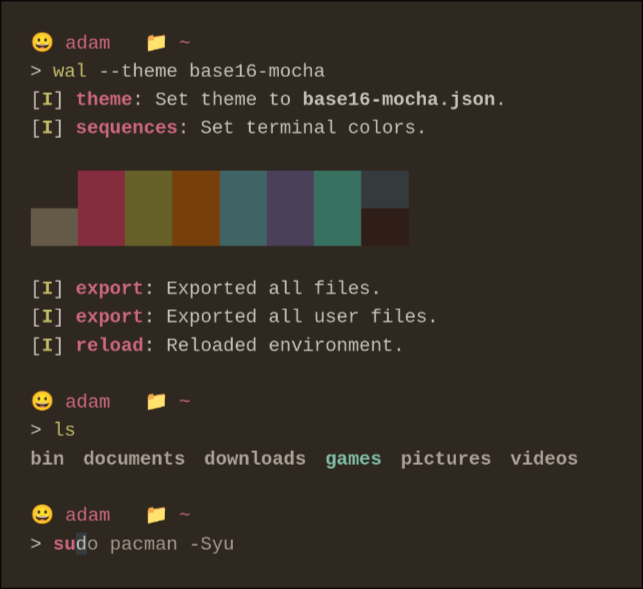 😀 adam 📁 ~
> wal --theme base16-mocha
[I] theme: Set theme to base16-mocha.json.
[I] sequences: Set terminal colors.
[I] export: Exported all files.
[I] export: Exported all user files.
[I] reload: Reloaded environment.
😀 adam 📁 ~
> ls
bin documents downloads games pictures videos
😀 adam 📁 ~
> sudo pacman -Syu